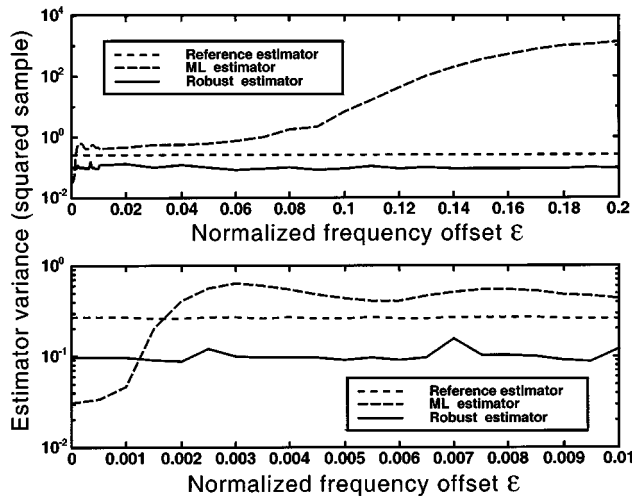 Estimator variance (squared sample)
10^4
10^2
10^0
10^-2
Reference estimator
ML estimator
Robust estimator
0 0.02 0.04 0.06 0.08 0.1 0.12 0.14 0.16 0.18 0.2
Normalized frequency offset ε
10^0
10^-1
10^-2
Reference estimator
ML estimator
Robust estimator
0 0.001 0.002 0.003 0.004 0.005 0.006 0.007 0.008 0.009 0.01
Normalized frequency offset ε